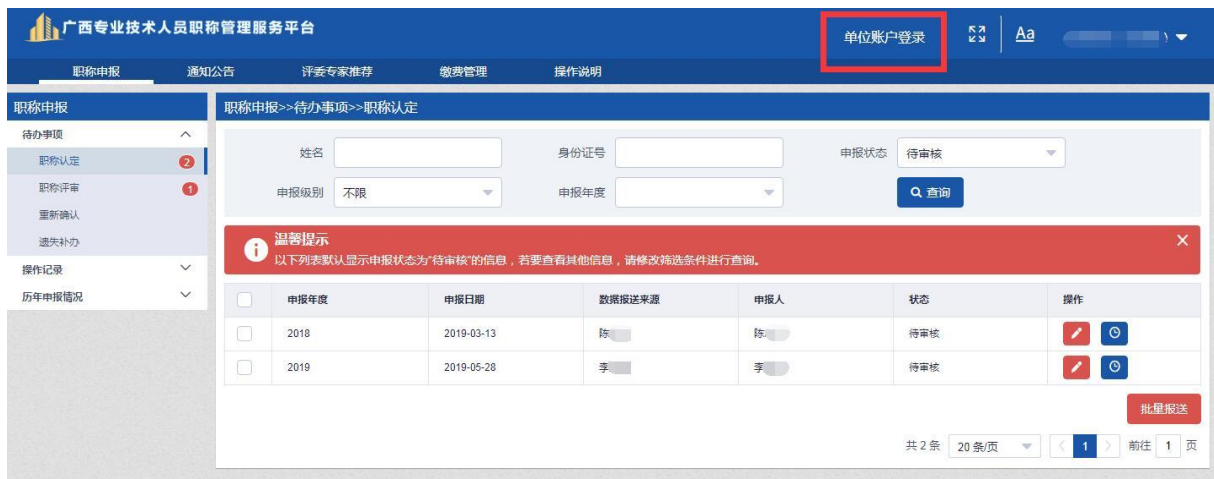 广西专业技术人员职称管理服务平台
单位账户登录
Aa
职称申报 通知公告 评委专家推荐 缴费管理 操作说明
职称申报
待办事项
职称认定 2
职称评审 1
重新确认
遗失补办
操作记录
历年申报情况
职称申报>>待办事项>>职称认定
姓名 身份证号 申报状态 待审核
申报级别 不限 申报年度 查询
温馨提示
以下列表默认显示申报状态为“待审核”的信息，若要查看其他信息，请修改筛选条件进行查询。
申报年度 申报日期 数据报送来源 申报人 状态 操作
2018 2019-03-13 陈 陈 待审核
2019 2019-05-28 李 李 待审核
批量报送
共 2 条 20 条/页 1 前往 1 页